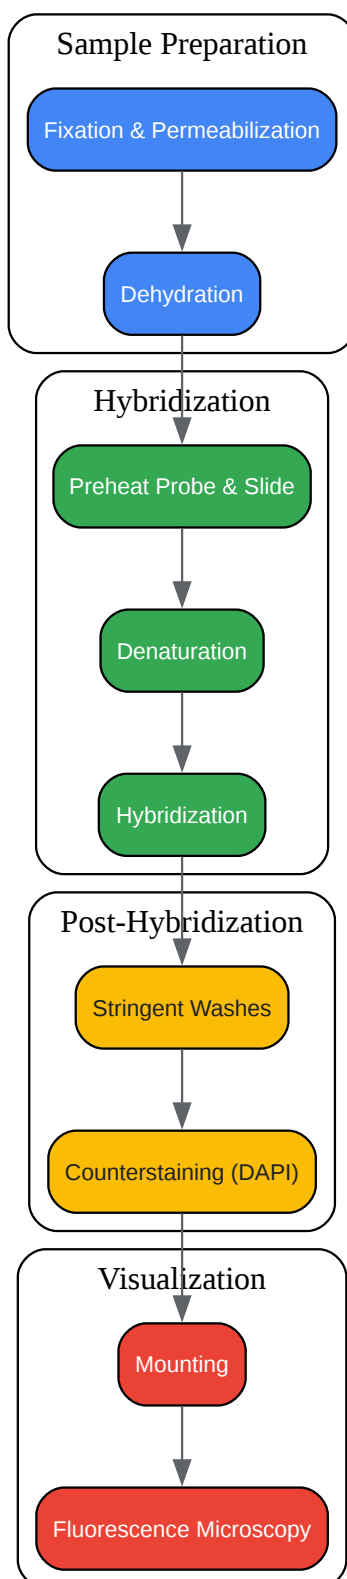 Sample Preparation
Fixation & Permeabilization
Dehydration
Hybridization
Preheat Probe & Slide
Denaturation
Hybridization
Post-Hybridization
Stringent Washes
Counterstaining (DAPI)
Visualization
Mounting
Fluorescence Microscopy